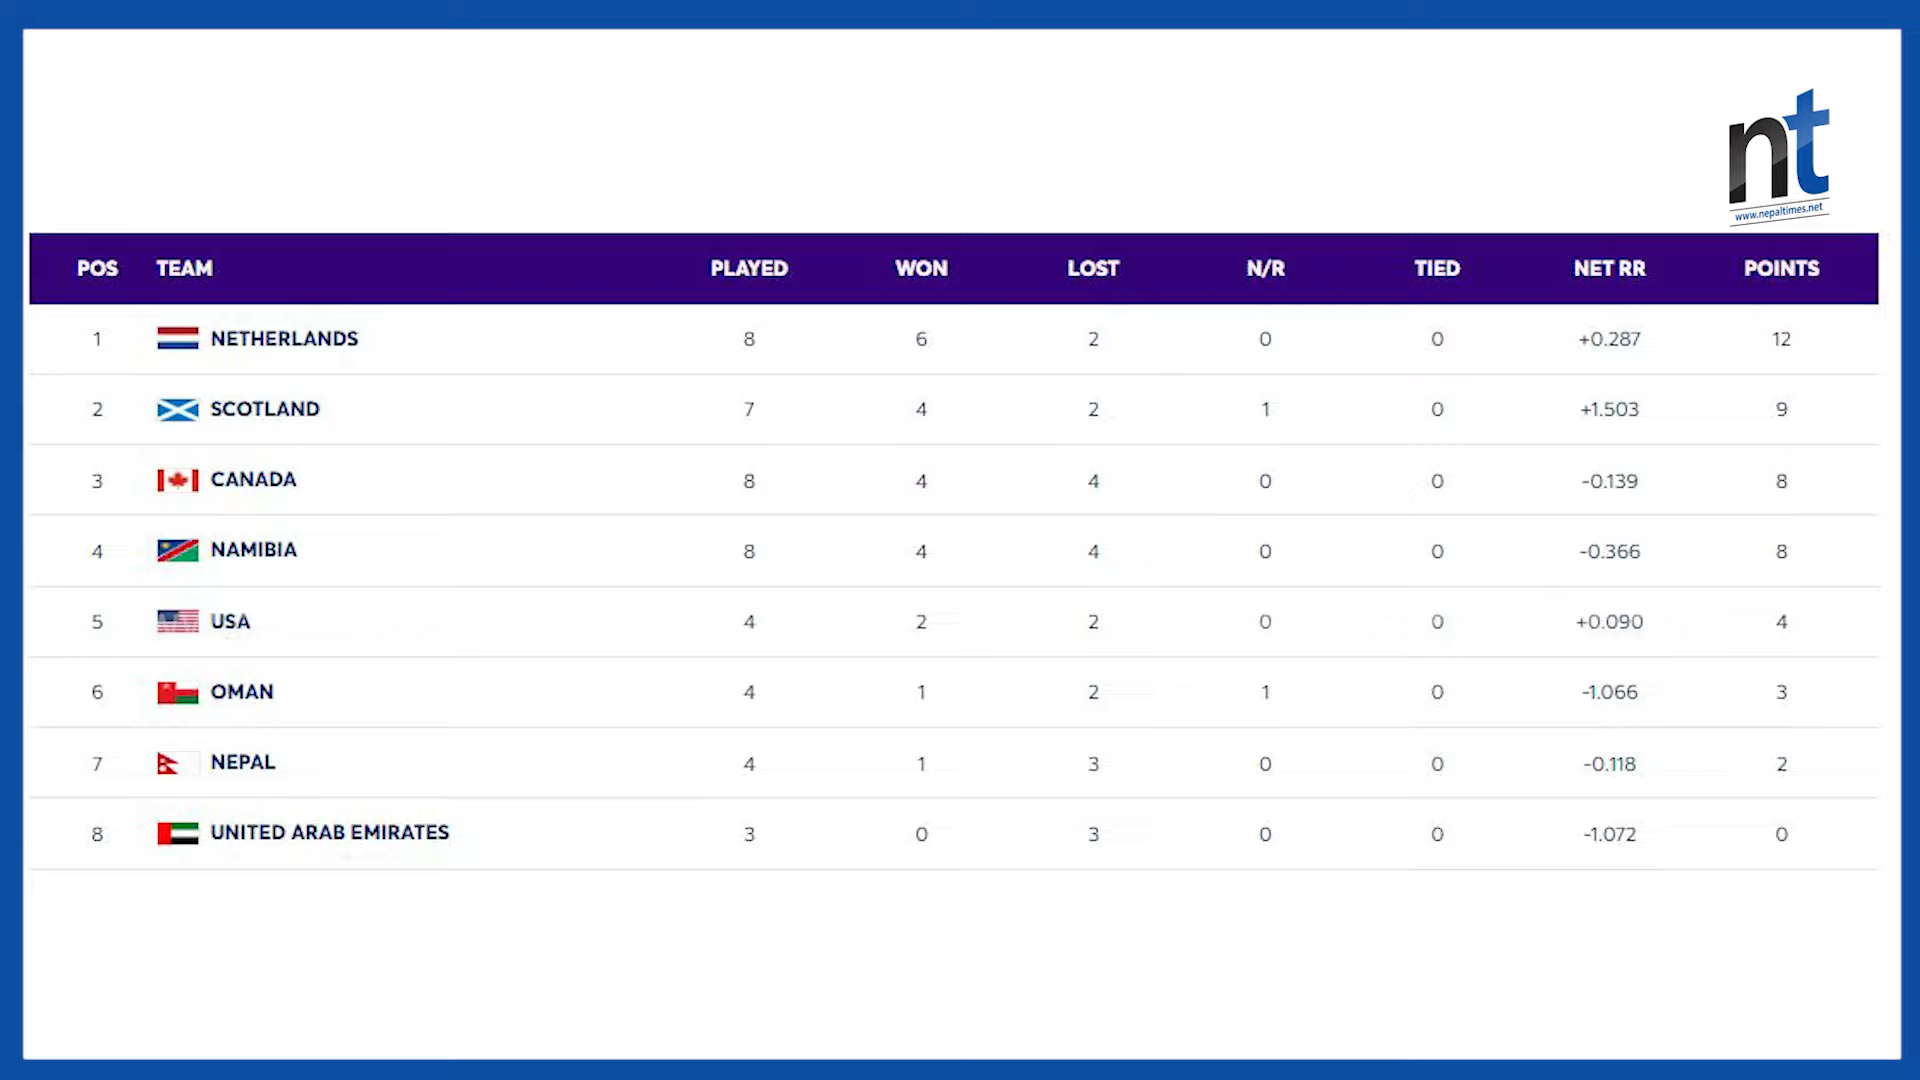 nt
www.nepaltimes.net
POS TEAM PLAYED WON LOST N/R TIED NET RR POINTS
1 NETHERLANDS 8 6 2 0 0 +0.287 12
2 SCOTLAND 7 4 2 1 0 +1.503 9
3 CANADA 8 4 4 0 0 -0.139 8
4 NAMIBIA 8 4 4 0 0 -0.366 8
5 USA 4 2 2 0 0 +0.090 4
6 OMAN 4 1 2 1 0 -1.066 3
7 NEPAL 4 1 3 0 0 -0.118 2
8 UNITED ARAB EMIRATES 3 0 3 0 0 -1.072 0